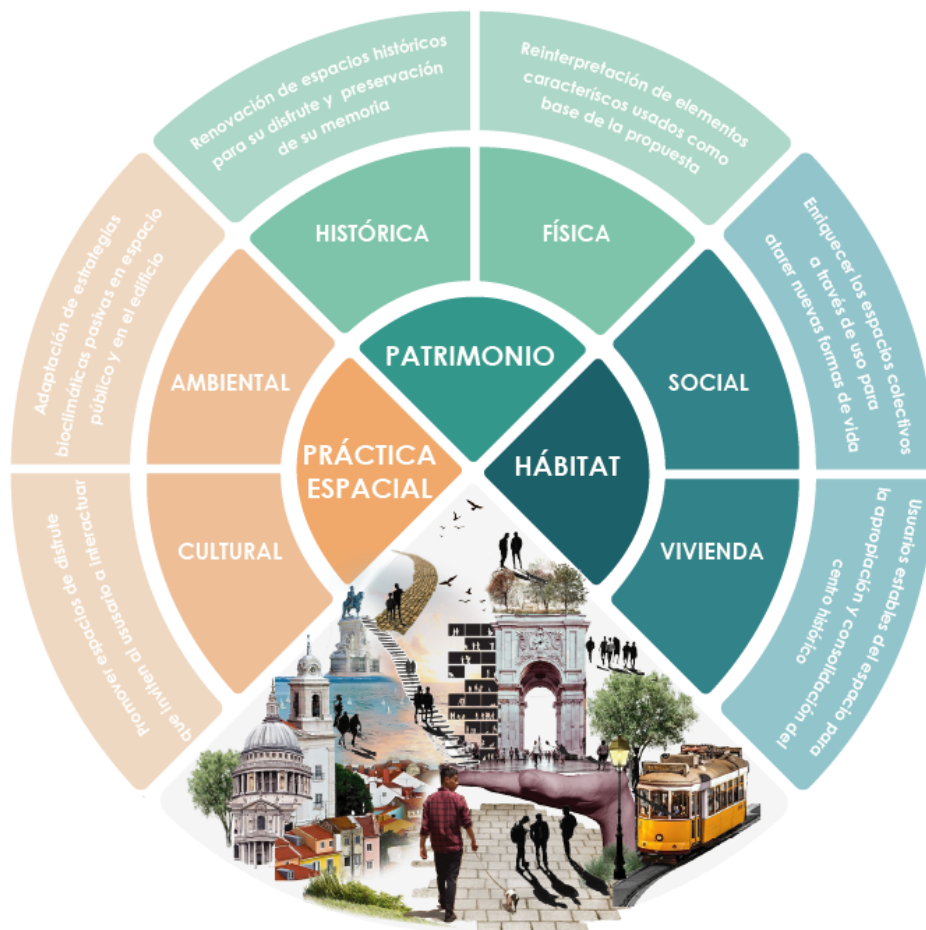 Renovación de espacios históricos
para su disfrute y preservación
de su memoria
Reinterpretación de elementos
caracteríscos usados como
base de la propuesta
HISTÓRICA
FÍSICA
PATRIMONIO
Adaptación de estrategias
bioclimáticas pasivas en espacio
público y en el edificio
AMBIENTAL
PRÁCTICA
ESPACIAL
CULTURAL
Promover espacios de disfrute
que inviten al usuario a interactuar
HÁBITAT
SOCIAL
Enriquecer los espacios colectivos
a través de uso para
atarer nuevas formas de vida
VIVIENDA
Usuarios estables del espacio para
la apropiación y consolidación del
centro histórico